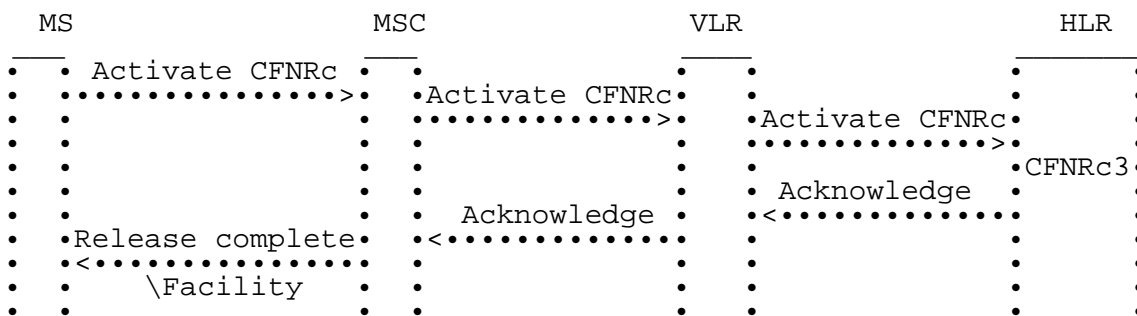 MS MSC VLR HLR
Activate CFNRc
Activate CFNRc
Activate CFNRc
CFNRc3
Acknowledge
Acknowledge
Release complete
\Facility